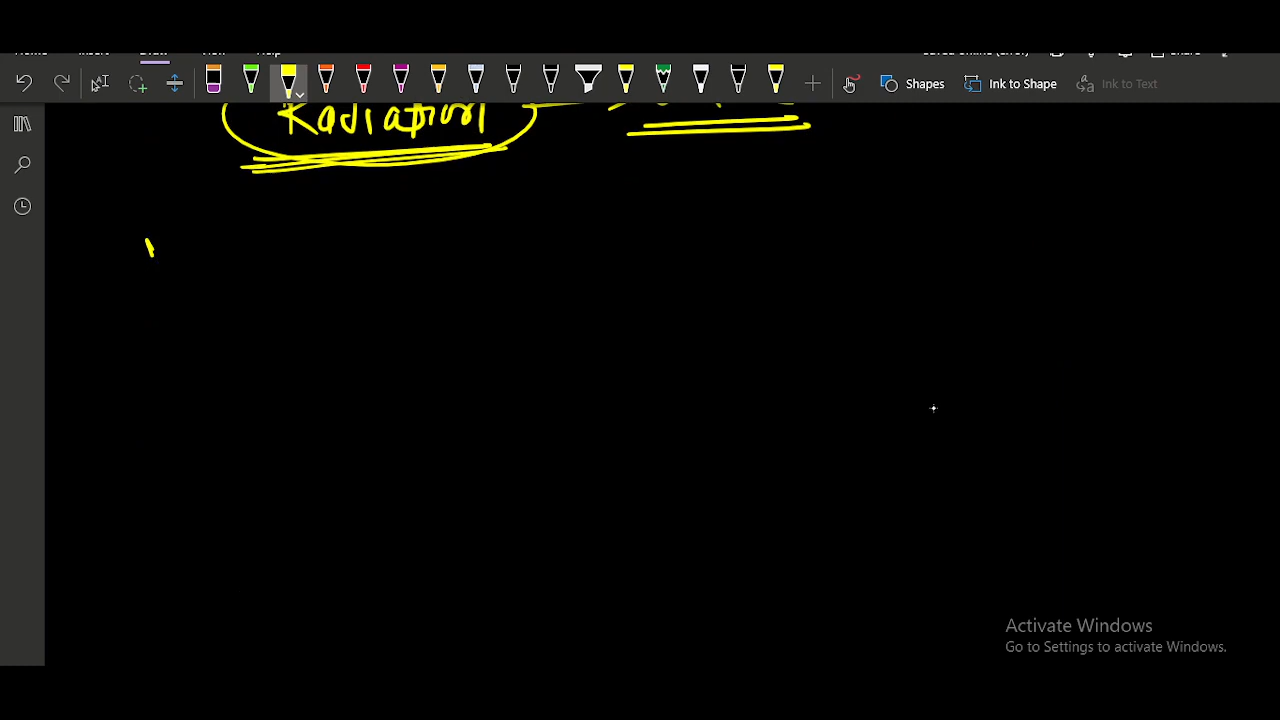 Shapes Ink to Shape Ink to Text
Radiation
Activate Windows
Go to Settings to activate Windows.